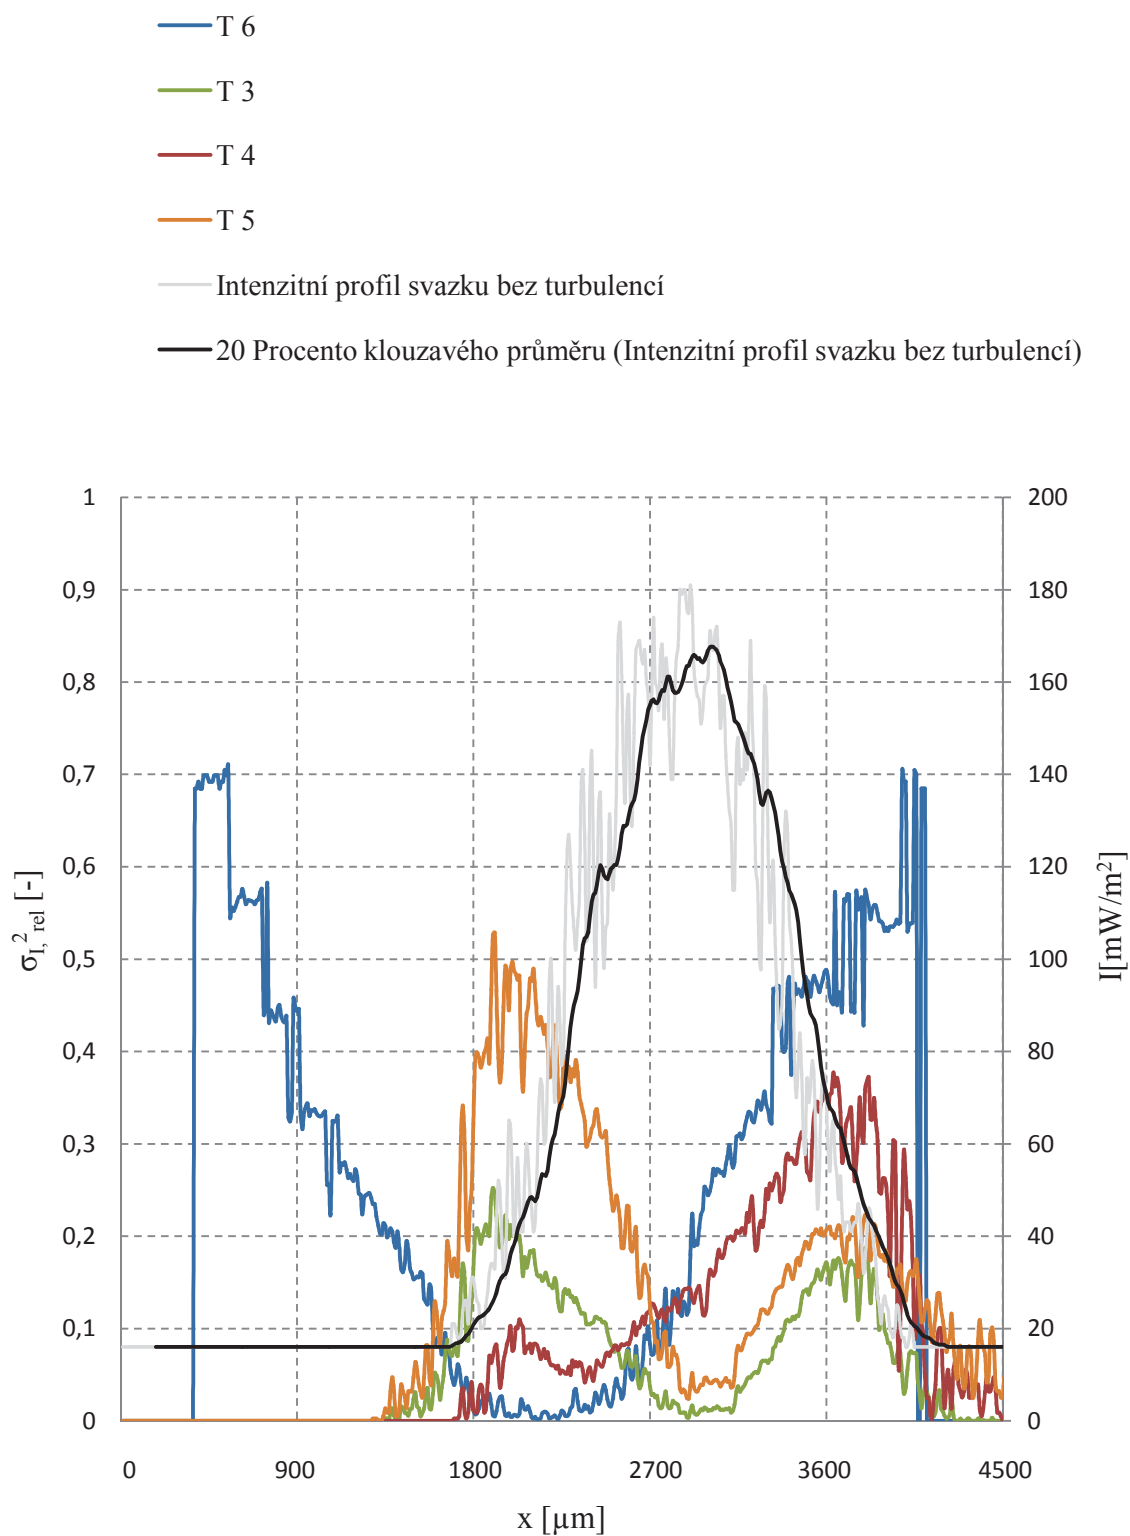 T 6
T 3
T 4
T 5
Intenzitní profil svazku bez turbulencí
20 Procento klouzavého průměru (Intenzitní profil svazku bez turbulencí)
1 200
0,9 180
0,8 160
0,7 140
0,6 120
0,5 100
0,4 80
0,3 60
0,2 40
0,1 20
0 0
σI,²rel [-]
I[mW/m²]
0 900 1800 2700 3600 4500
x [µm]